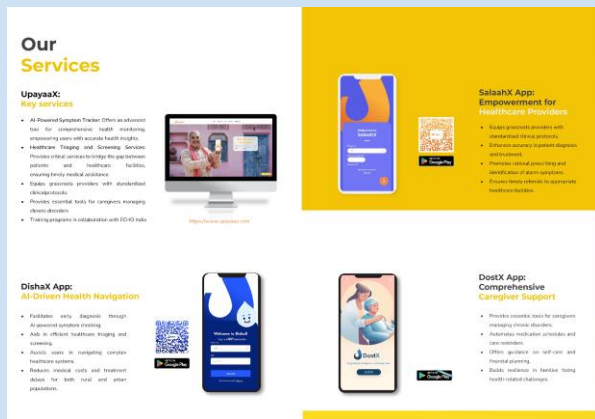 Our
Services
UpayaaX:
Key services
• AI-Powered Symptom Tracker: Offers an advanced
tool for comprehensive health monitoring,
empowering users with accurate health insights.
• Healthcare Triaging and Screening Services:
Provides critical services to bridge the gap between
patients and healthcare facilities,
ensuring timely medical assistance.
• Equips grassroots providers with standardised
clinical protocols.
• Provides essential tools for caregivers managing
chronic disorders
• Training programs in collaboration with ECHO India
https://www.upayaax.com
SalaahX App:
Empowerment for
Healthcare Providers
• Equips grassroots providers with
standardised clinical protocols.
• Enhances accuracy in patient diagnosis
and treatment.
• Promotes rational prescribing and
identification of alarm symptoms.
• Ensures timely referrals to appropriate
healthcare facilities.
Google Play
DishaX App:
AI-Driven Health Navigation
• Facilitates early diagnosis through
AI-powered symptom checking.
• Aids in efficient healthcare triaging and
screening.
• Assists users in navigating complex
healthcare systems.
• Reduces medical costs and treatment
delays for both rural and urban
populations.
Google Play
Welcome to DishaX
DostX
DostX App:
Comprehensive
Caregiver Support
• Provides essential tools for caregivers
managing chronic disorders.
• Automates medication schedules and
care reminders.
• Offers guidance on self-care and
financial planning.
• Builds resilience in families facing
health-related challenges.
Google Play